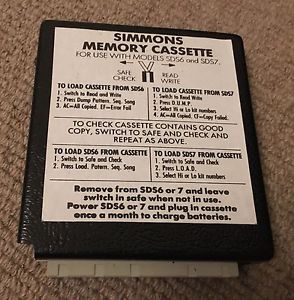 SIMMONS
MEMORY CASSETTE
FOR USE WITH MODELS SDS6 and SDS7.
SAFE
CHECK
READ
WRITE
TO LOAD CASSETTE FROM SDS6
1. Switch to Read and Write
2. Press Dump Pattern. Seq. Song
3. AC=All Copied. EF=Error Fail
TO LOAD CASSETTE FROM SDS7
1. Switch to Read Write
2. Press D.U.M.P.
3. Select Hi or Lo kit numbers
4. AC=All Copied. CF=Copy Failed.
TO CHECK CASSETTE CONTAINS GOOD
COPY, SWITCH TO SAFE AND CHECK AND
REPEAT AS ABOVE.
TO LOAD SDS6 FROM CASSETTE
1. Switch to Safe and Check
2. Press Load. Pattern. Seq. Song
TO LOAD SDS7 FROM CASSETTE
1. Switch to Safe and Check
2. Press L.O.A.D.
3. Select Hi or Lo kit numbers
Remove from SDS6 or 7 and leave
switch in safe when not in use.
Power SDS6 or 7 and plug in cassette
once a month to charge batteries.